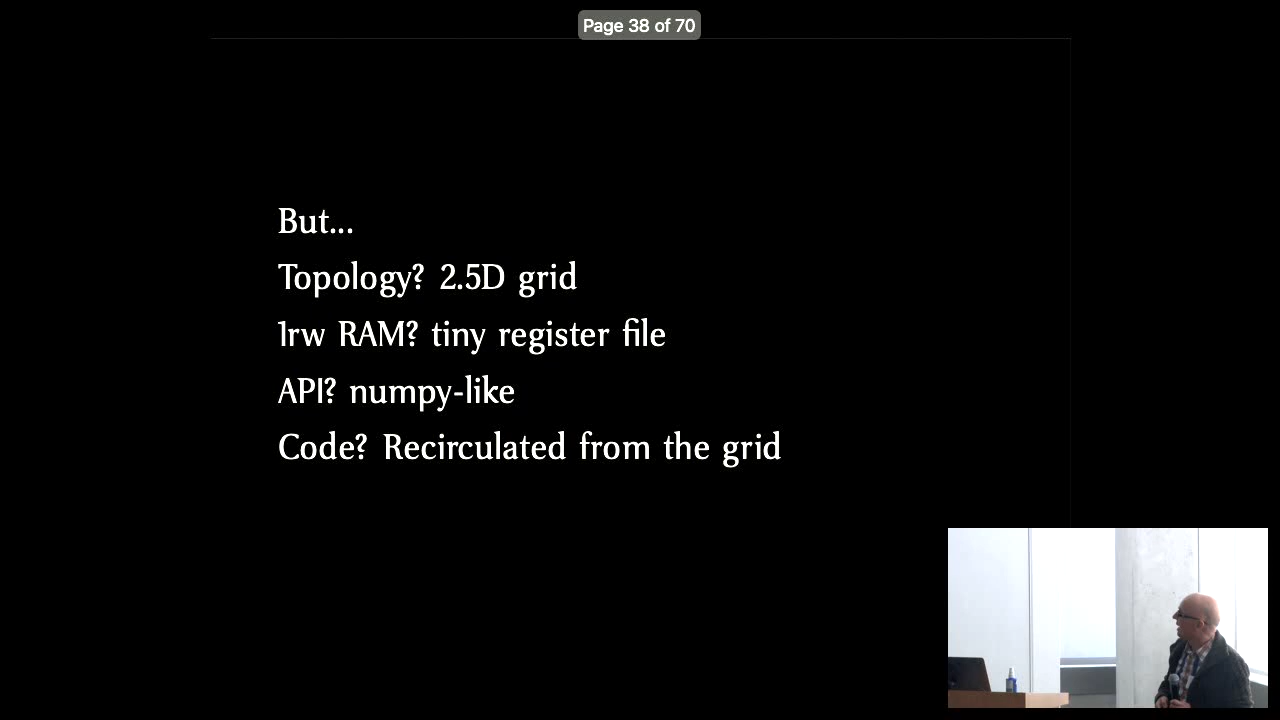 Page 38 of 70
But...
Topology? 2.5D grid
1rw RAM? tiny register file
API? numpy-like
Code? Recirculated from the grid